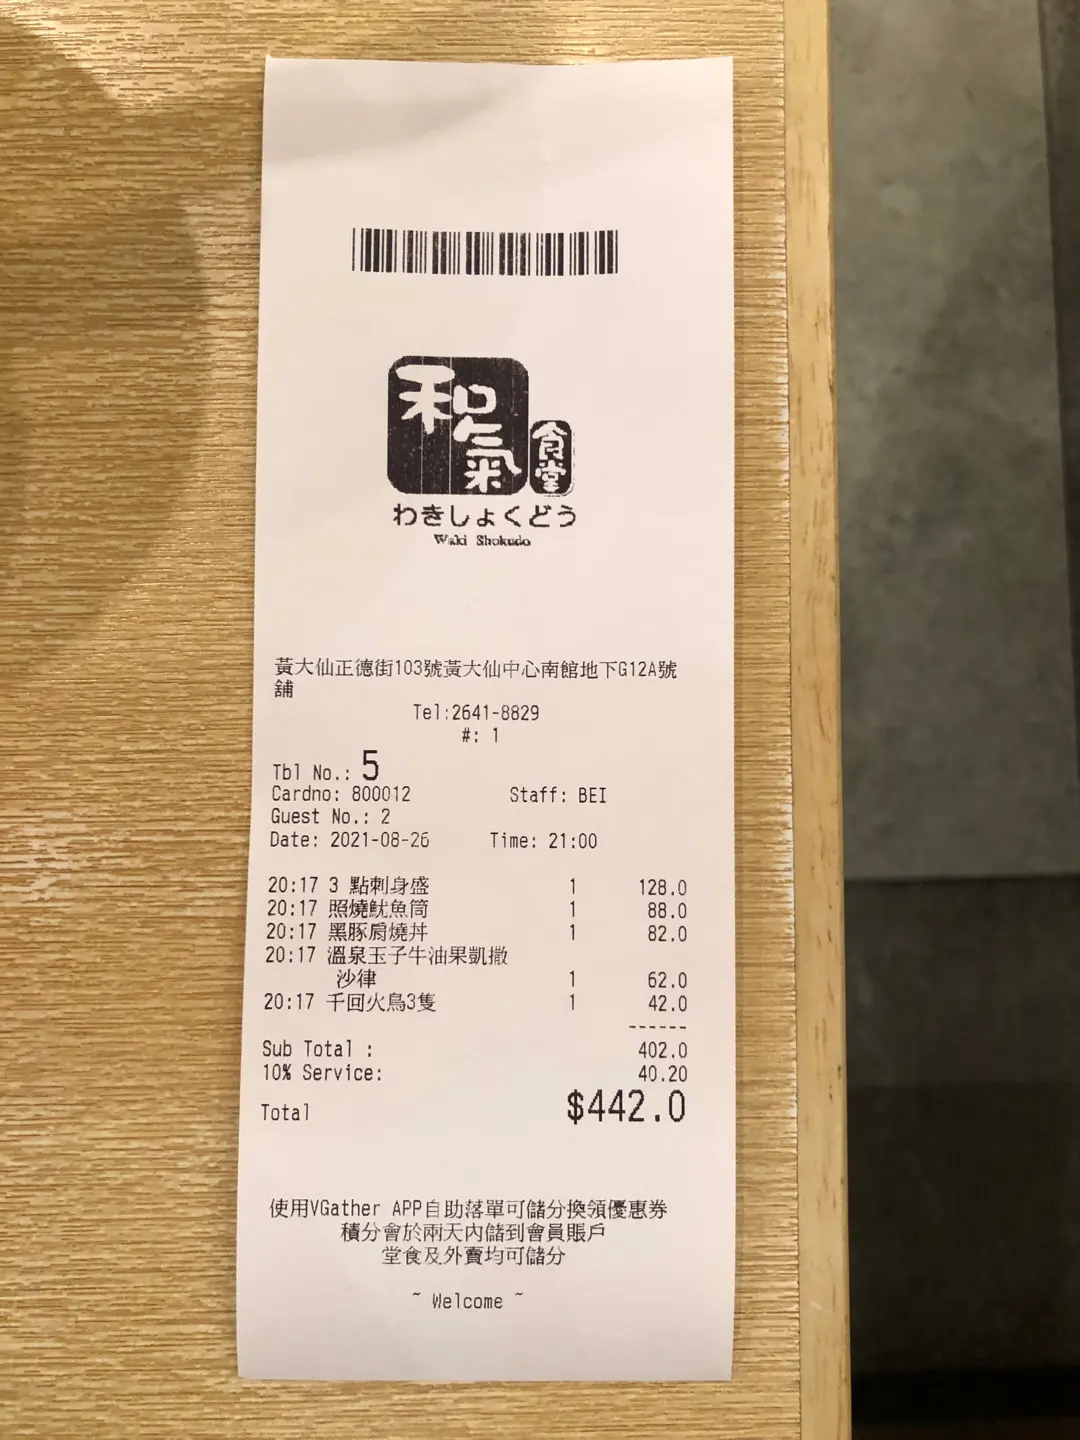 和氣
食堂
わきしょくどう
Waki Shokudo
黃大仙正德街103號黃大仙中心南館地下G12A號
舖
Tel:2641-8829
#: 1
Tbl No.: 5
Cardno: 800012 Staff: BEI
Guest No.: 2
Date: 2021-08-26 Time: 21:00
20:17 3 點刺身盛 1 128.0
20:17 照燒魷魚筒 1 88.0
20:17 黑豚肩燒丼 1 82.0
20:17 溫泉玉子牛油果凱撒
沙律 1 62.0
20:17 千回火鳥3隻 1 42.0
------
Sub Total : 402.0
10% Service: 40.20
Total $442.0
使用VGather APP自助落單可儲分換領優惠券
積分會於兩天內儲到會員賬戶
堂食及外賣均可儲分
~ Welcome ~